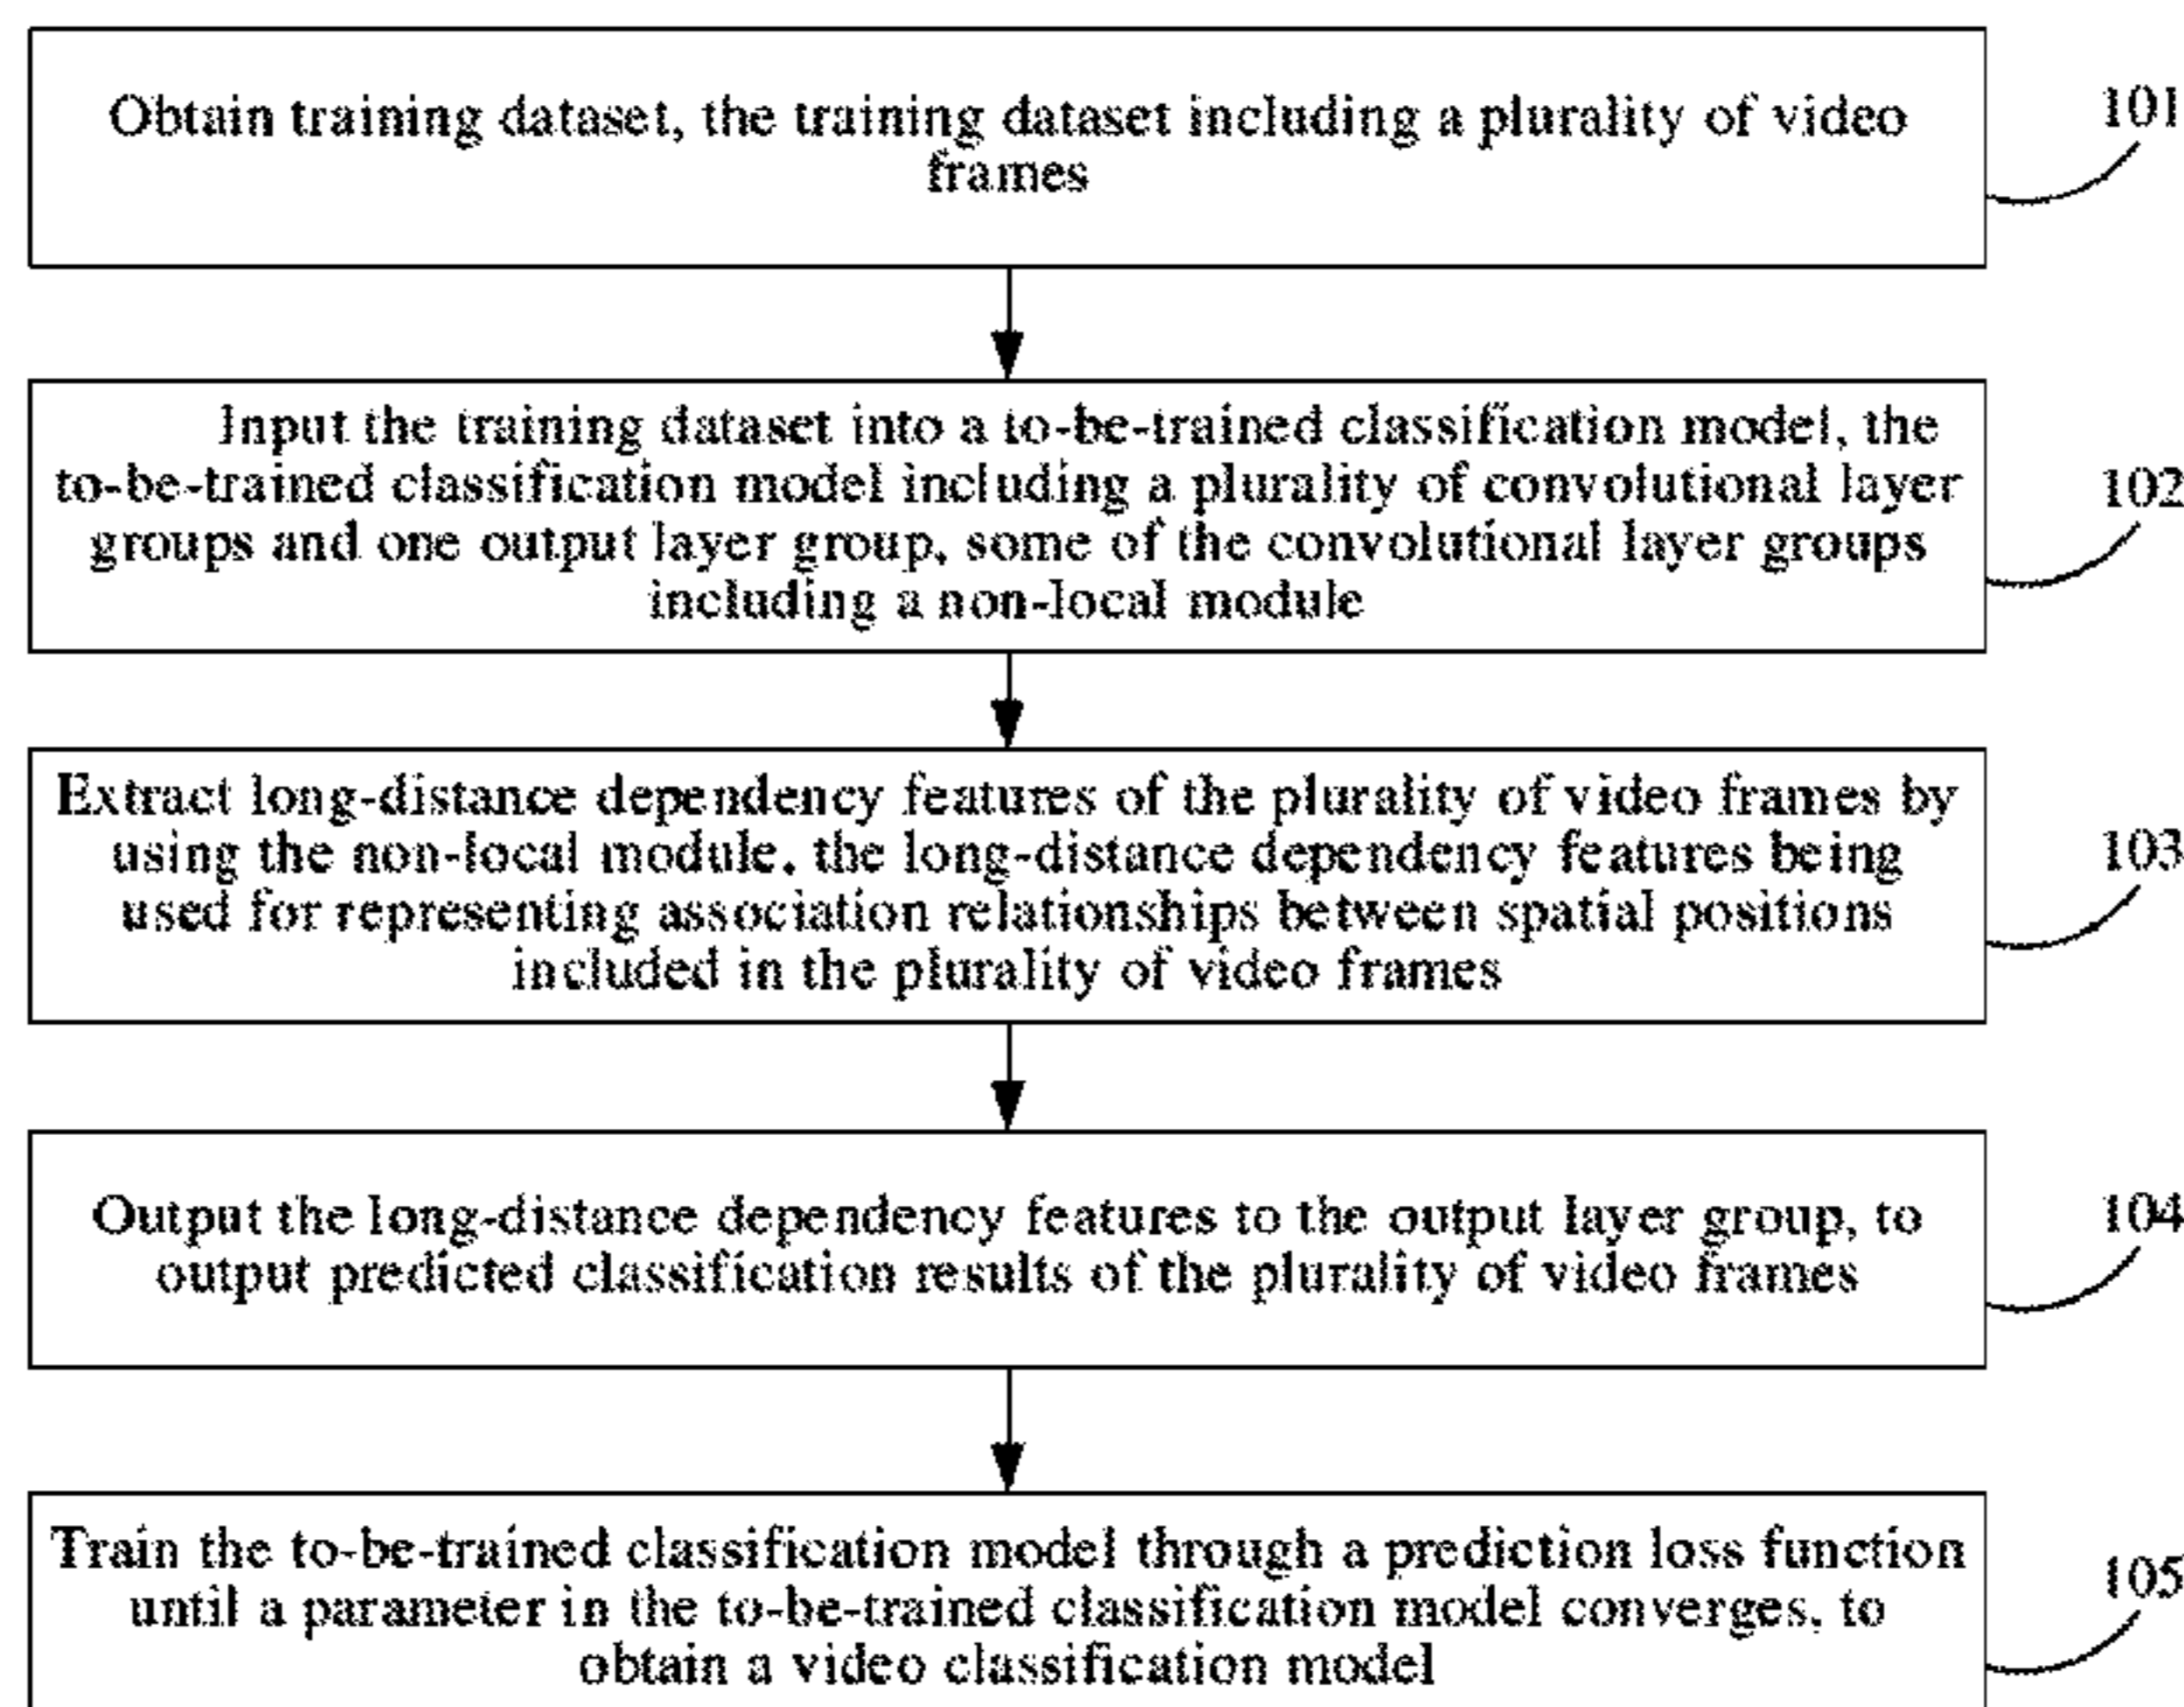 Obtain training dataset, the training dataset including a plurality of video
frames
101
Input the training dataset into a to-be-trained classification model, the
to-be-trained classification model including a plurality of convolutional layer
groups and one output layer group, some of the convolutional layer groups
including a non-local module
102
Extract long-distance dependency features of the plurality of video frames by
using the non-local module, the long-distance dependency features being
used for representing association relationships between spatial positions
included in the plurality of video frames
103
Output the long-distance dependency features to the output layer group, to
output predicted classification results of the plurality of video frames
104
Train the to-be-trained classification model through a prediction loss function
until a parameter in the to-be-trained classification model converges, to
obtain a video classification model
105